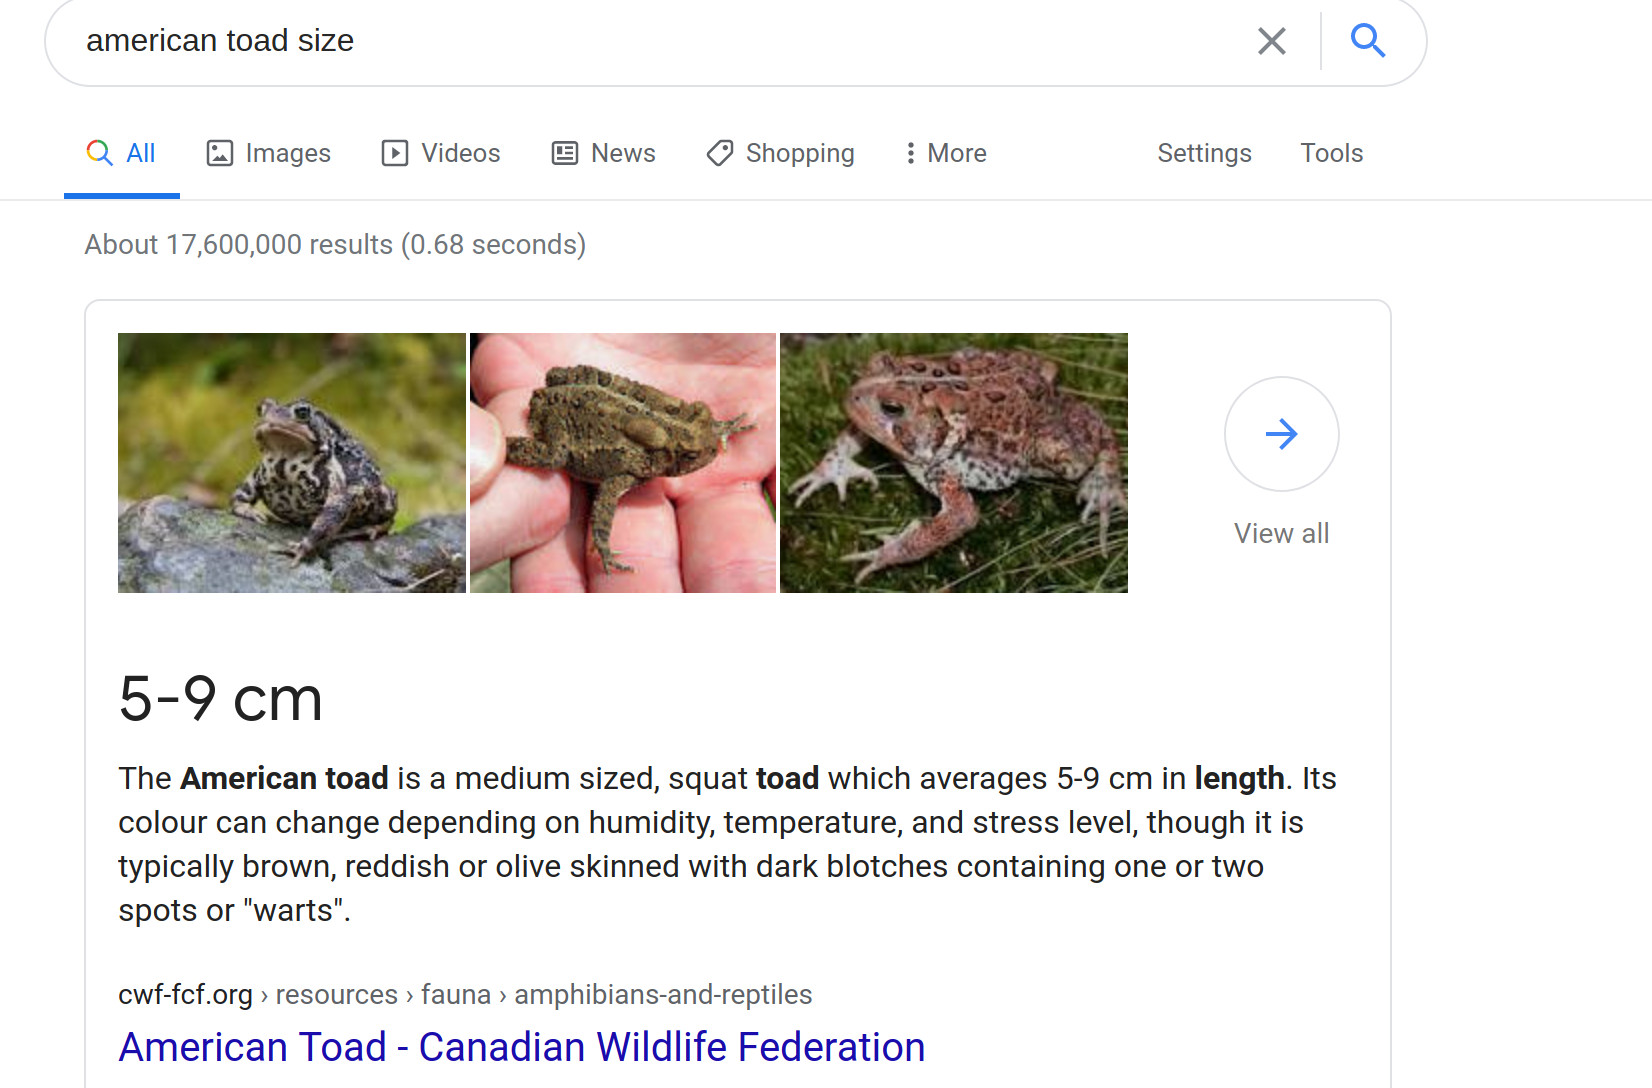 american toad size
All Images Videos News Shopping More Settings Tools
About 17,600,000 results (0.68 seconds)
View all
5-9 cm
The American toad is a medium sized, squat toad which averages 5-9 cm in length. Its
colour can change depending on humidity, temperature, and stress level, though it is
typically brown, reddish or olive skinned with dark blotches containing one or two
spots or "warts".
cwf-fcf.org › resources › fauna › amphibians-and-reptiles
American Toad - Canadian Wildlife Federation